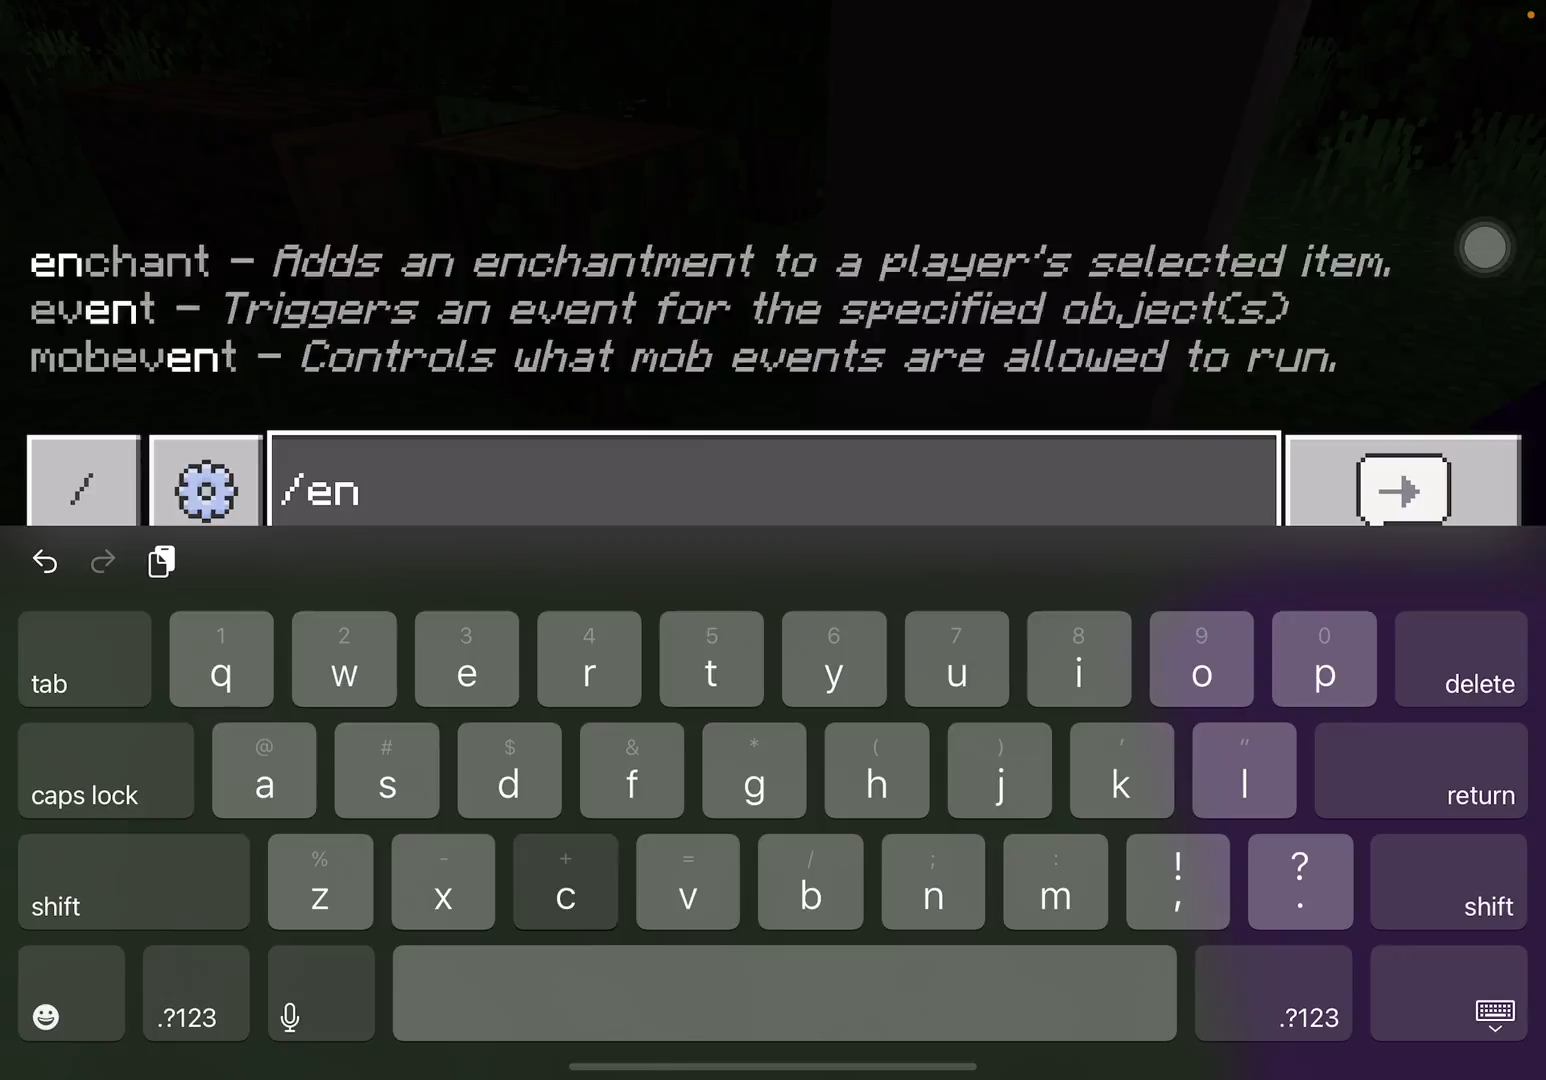 enchant - Adds an enchantment to a player's selected item.
event - Triggers an event for the specified object(s)
mobevent - Controls what mob events are allowed to run.
/ /en
tab 1 q 2 w 3 e 4 r 5 t 6 y 7 u 8 i 9 o 0 p delete
caps lock @ a # s $ d & f * g ( h ) j ' k " l return
shift % z - x + c = v / b ; n : m ! , ? . shift
.?123 .?123